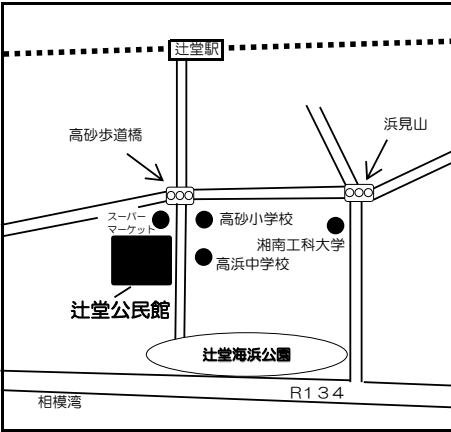 辻堂駅
浜見山
高砂歩道橋
スーパー
マーケット
高砂小学校
湘南工科大学
高浜中学校
辻堂公民館
辻堂海浜公園
R134
相模湾